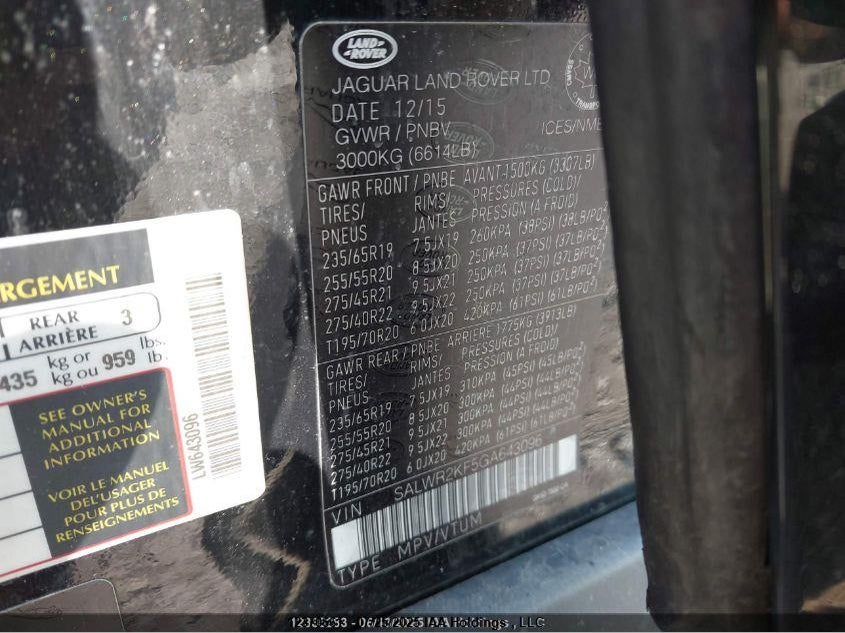 LAND
ROVER
JAGUAR LAND ROVER LTD
DATE 12/15
GVWR / PNBV
3000KG (6614LB)
ICES/NMB
GAWR FRONT / PNBE AVANT 1500KG (3307LB)
TIRES/ RIMS/ PRESSURES (COLD)/
PNEUS JANTES PRESSION (A FROID)
235/65R19 7.5JX19 260KPA (38PSI) (38LB/PO²)
255/55R20 8.5JX20 250KPA (37PSI) (37LB/PO²)
275/45R21 9.5JX21 250KPA (37PSI) (37LB/PO²)
275/40R22 9.5JX22 250KPA (37PSI) (37LB/PO²)
T195/70R20 6.0JX20 420KPA (61PSI) (61LB/PO²)
GAWR REAR / PNBE ARRIERE 1775KG (3913LB)
TIRES/ RIMS/ PRESSURES (COLD)/
PNEUS JANTES PRESSION (A FROID)
235/65R19 7.5JX19 310KPA (45PSI) (45LB/PO²)
255/55R20 8.5JX20 300KPA (44PSI) (44LB/PO²)
275/45R21 9.5JX21 300KPA (44PSI) (44LB/PO²)
275/40R22 9.5JX22 300KPA (44PSI) (44LB/PO²)
T195/70R20 6.0JX20 420KPA (61PSI) (61LB/PO²)
VIN SALWR2KF5GA643096
TYPE MPV/VTUM
RGEMENT
REAR 3
ARRIÈRE
435 kg or 959 lbs.
kg ou lb.
SEE OWNER'S
MANUAL FOR
ADDITIONAL
INFORMATION
VOIR LE MANUEL
DEL'USAGER
POUR PLUS DE
RENSEIGNEMENTS
LW643096